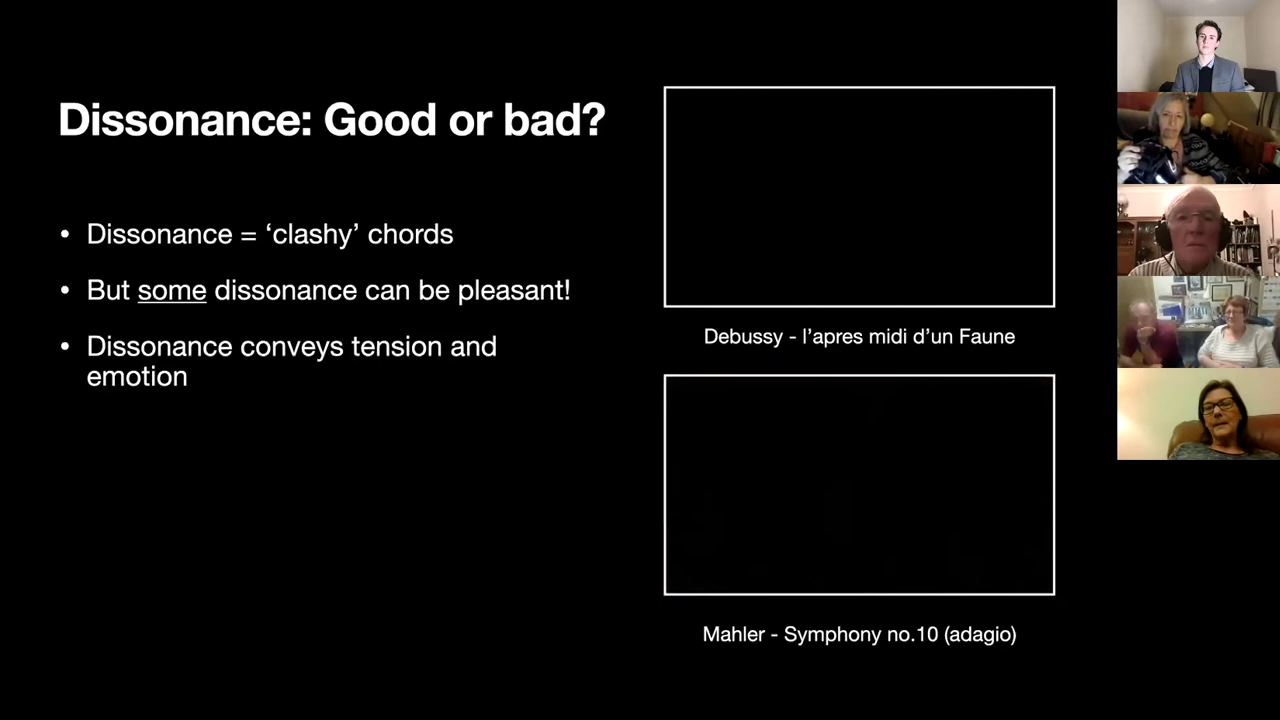 Dissonance: Good or bad?
• Dissonance = ‘clashy’ chords
• But some dissonance can be pleasant!
• Dissonance conveys tension and
emotion
Debussy - l’apres midi d’un Faune
Mahler - Symphony no.10 (adagio)